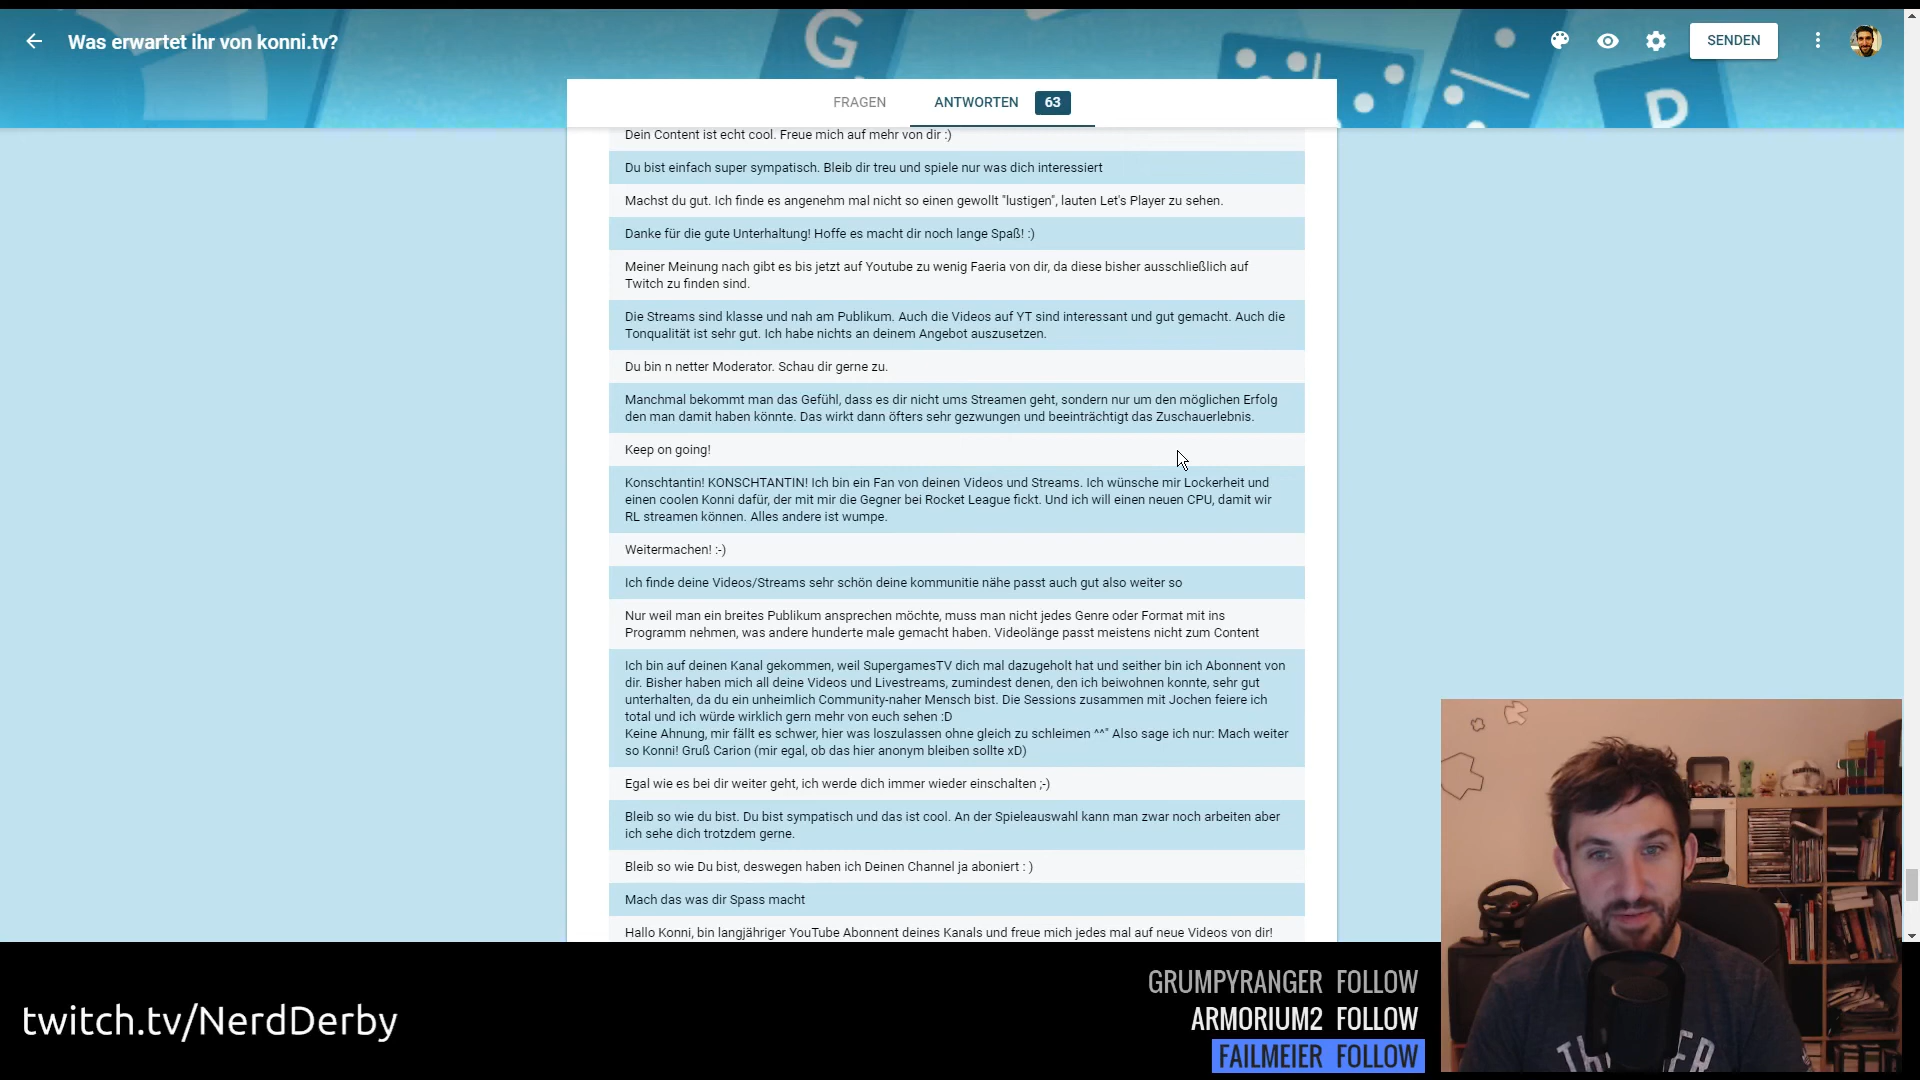 G
Was erwartet ihr von konni.tv?
SENDEN
D
FRAGEN ANTWORTEN 63
Dein Content ist echt cool. Freue mich auf mehr von dir :)
Du bist einfach super sympatisch. Bleib dir treu und spiele nur was dich interessiert
Machst du gut. Ich finde es angenehm mal nicht so einen gewollt "lustigen", lauten Let's Player zu sehen.
Danke für die gute Unterhaltung! Hoffe es macht dir noch lange Spaß! :)
Meiner Meinung nach gibt es bis jetzt auf Youtube zu wenig Faeria von dir, da diese bisher ausschließlich auf
Twitch zu finden sind.
Die Streams sind klasse und nah am Publikum. Auch die Videos auf YT sind interessant und gut gemacht. Auch die
Tonqualität ist sehr gut. Ich habe nichts an deinem Angebot auszusetzen.
Du bin n netter Moderator. Schau dir gerne zu.
Manchmal bekommt man das Gefühl, dass es dir nicht ums Streamen geht, sondern nur um den möglichen Erfolg
den man damit haben könnte. Das wirkt dann öfters sehr gezwungen und beeinträchtigt das Zuschauerlebnis.
Keep on going!
Konschtantin! KONSCHTANTIN! Ich bin ein Fan von deinen Videos und Streams. Ich wünsche mir Lockerheit und
einen coolen Konni dafür, der mit mir die Gegner bei Rocket League fickt. Und ich will einen neuen CPU, damit wir
RL streamen können. Alles andere ist wumpe.
Weitermachen! :-)
Ich finde deine Videos/Streams sehr schön deine kommunitie nähe passt auch gut also weiter so
Nur weil man ein breites Publikum ansprechen möchte, muss man nicht jedes Genre oder Format mit ins
Programm nehmen, was andere hunderte male gemacht haben. Videolänge passt meistens nicht zum Content
Ich bin auf deinen Kanal gekommen, weil SupergamesTV dich mal dazugeholt hat und seither bin ich Abonnent von
dir. Bisher haben mich all deine Videos und Livestreams, zumindest denen, den ich beiwohnen konnte, sehr gut
unterhalten, da du ein unheimlich Community-naher Mensch bist. Die Sessions zusammen mit Jochen feiere ich
total und ich würde wirklich gern mehr von euch sehen :D
Keine Ahnung, mir fällt es schwer, hier was loszulassen ohne gleich zu schleimen ^^" Also sage ich nur: Mach weiter
so Konni! Gruß Carion (mir egal, ob das hier anonym bleiben sollte xD)
Egal wie es bei dir weiter geht, ich werde dich immer wieder einschalten ;-)
Bleib so wie du bist. Du bist sympatisch und das ist cool. An der Spieleauswahl kann man zwar noch arbeiten aber
ich sehe dich trotzdem gerne.
Bleib so wie Du bist, deswegen haben ich Deinen Channel ja aboniert : )
Mach das was dir Spass macht
Hallo Konni, bin langjähriger YouTube Abonnent deines Kanals und freue mich jedes mal auf neue Videos von dir!
twitch.tv/NerdDerby
GRUMPYRANGER FOLLOW
ARMORIUM2 FOLLOW
FAILMEIER FOLLOW